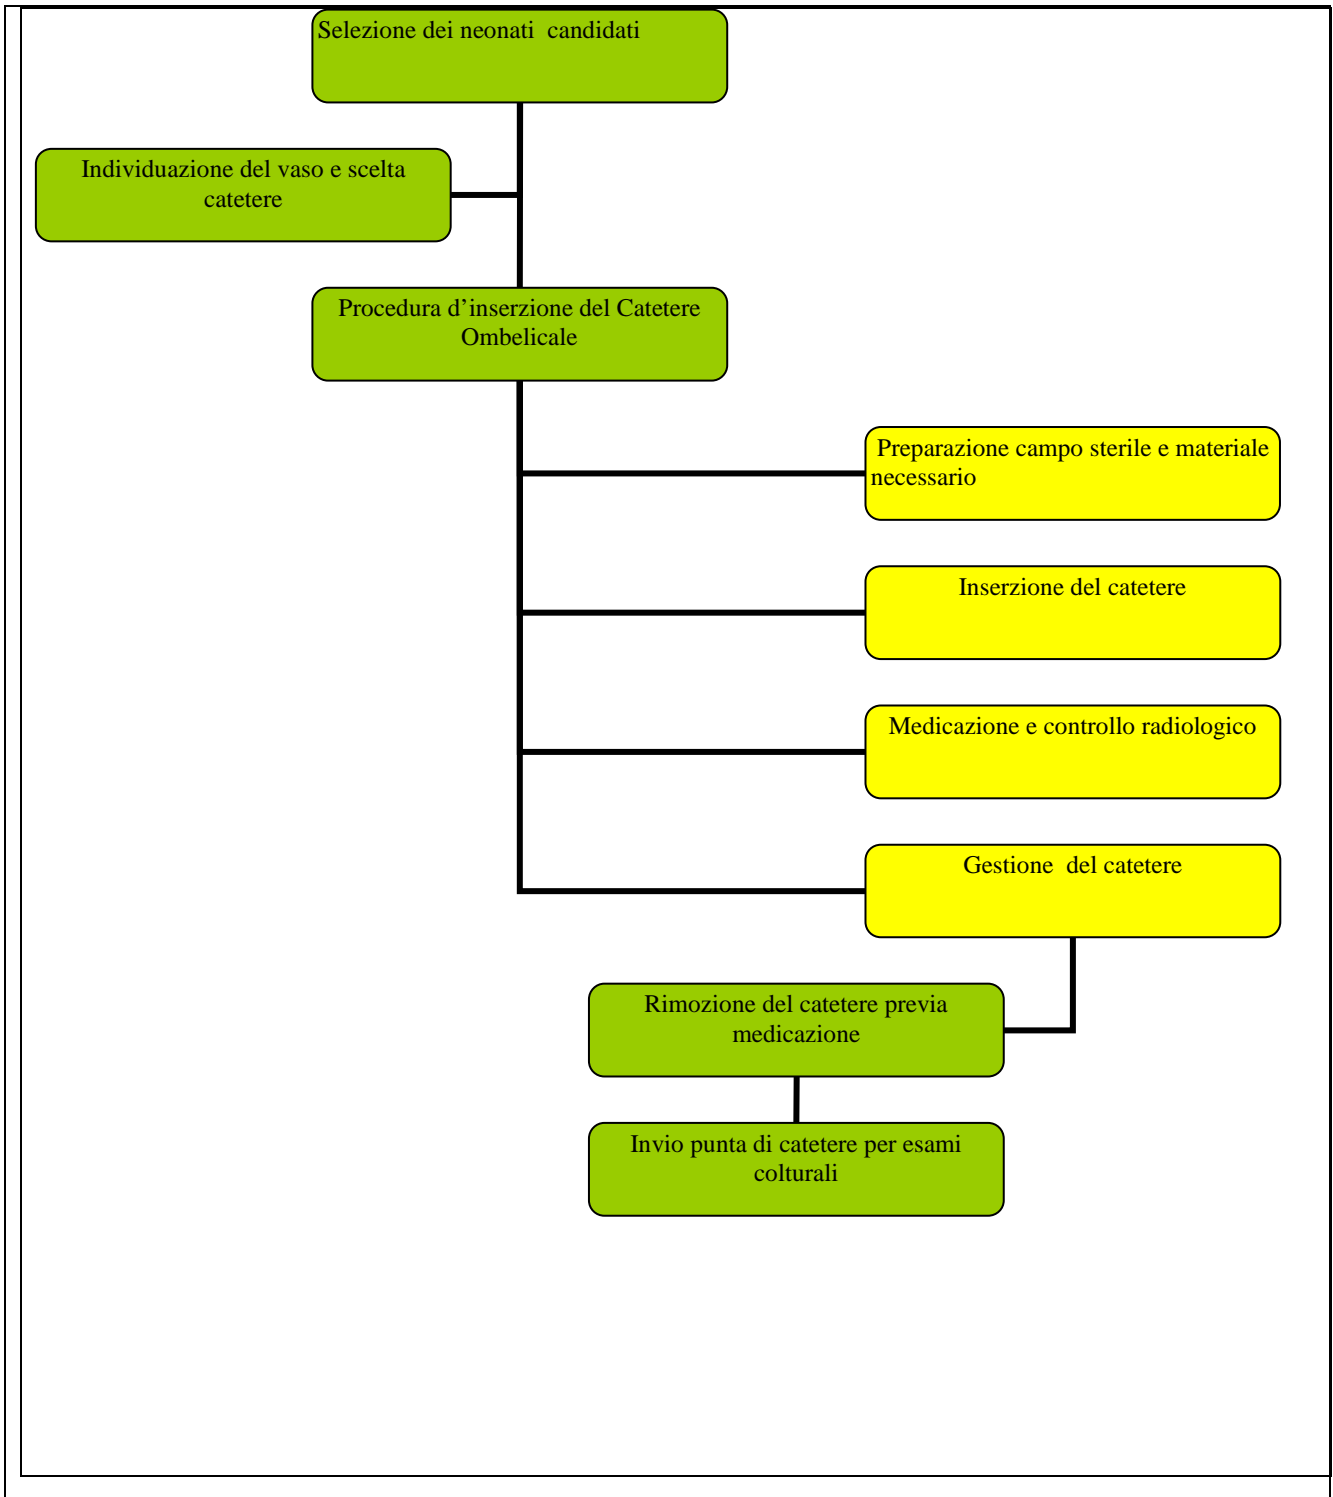 Selezione dei neonati  candidati
Individuazione del vaso e scelta
catetere
Procedura d’inserzione del Catetere
Ombelicale
Preparazione campo sterile e materiale
necessario
Inserzione del catetere
Medicazione e controllo radiologico
Gestione  del catetere
Rimozione del catetere previa
medicazione
Invio punta di catetere per esami
colturali